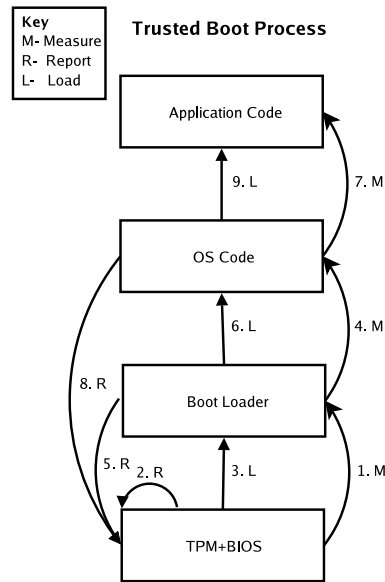 Key
M- Measure
R- Report
L- Load
Trusted Boot Process
Application Code
9. L
7. M
OS Code
6. L
4. M
8. R
Boot Loader
5. R
2. R
3. L
1. M
TPM+BIOS